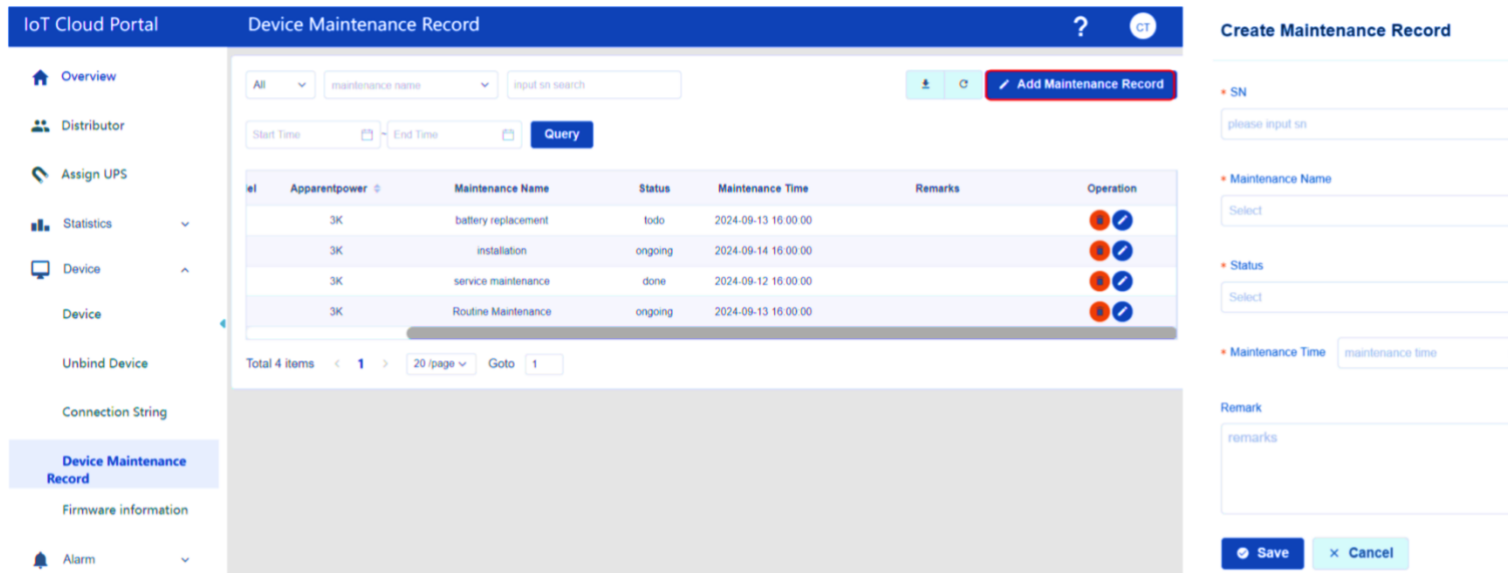 IoT Cloud Portal
Device Maintenance Record
?
CT
Overview
Distributor
Assign UPS
Statistics
Device
Device
Unbind Device
Connection String
Device Maintenance
Record
Firmware information
Alarm
All
maintenance name
input sn search
Add Maintenance Record
Start Time ~ End Time
Query
el Apparentpower Maintenance Name Status Maintenance Time Remarks Operation
3K battery replacement todo 2024-09-13 16:00:00
3K installation ongoing 2024-09-14 16:00:00
3K service maintenance done 2024-09-12 16:00:00
3K Routine Maintenance ongoing 2024-09-13 16:00:00
Total 4 items < 1 > 20 /page Goto 1
Create Maintenance Record
* SN
please input sn
* Maintenance Name
Select
* Status
Select
* Maintenance Time maintenance time
Remark
remarks
Save
× Cancel